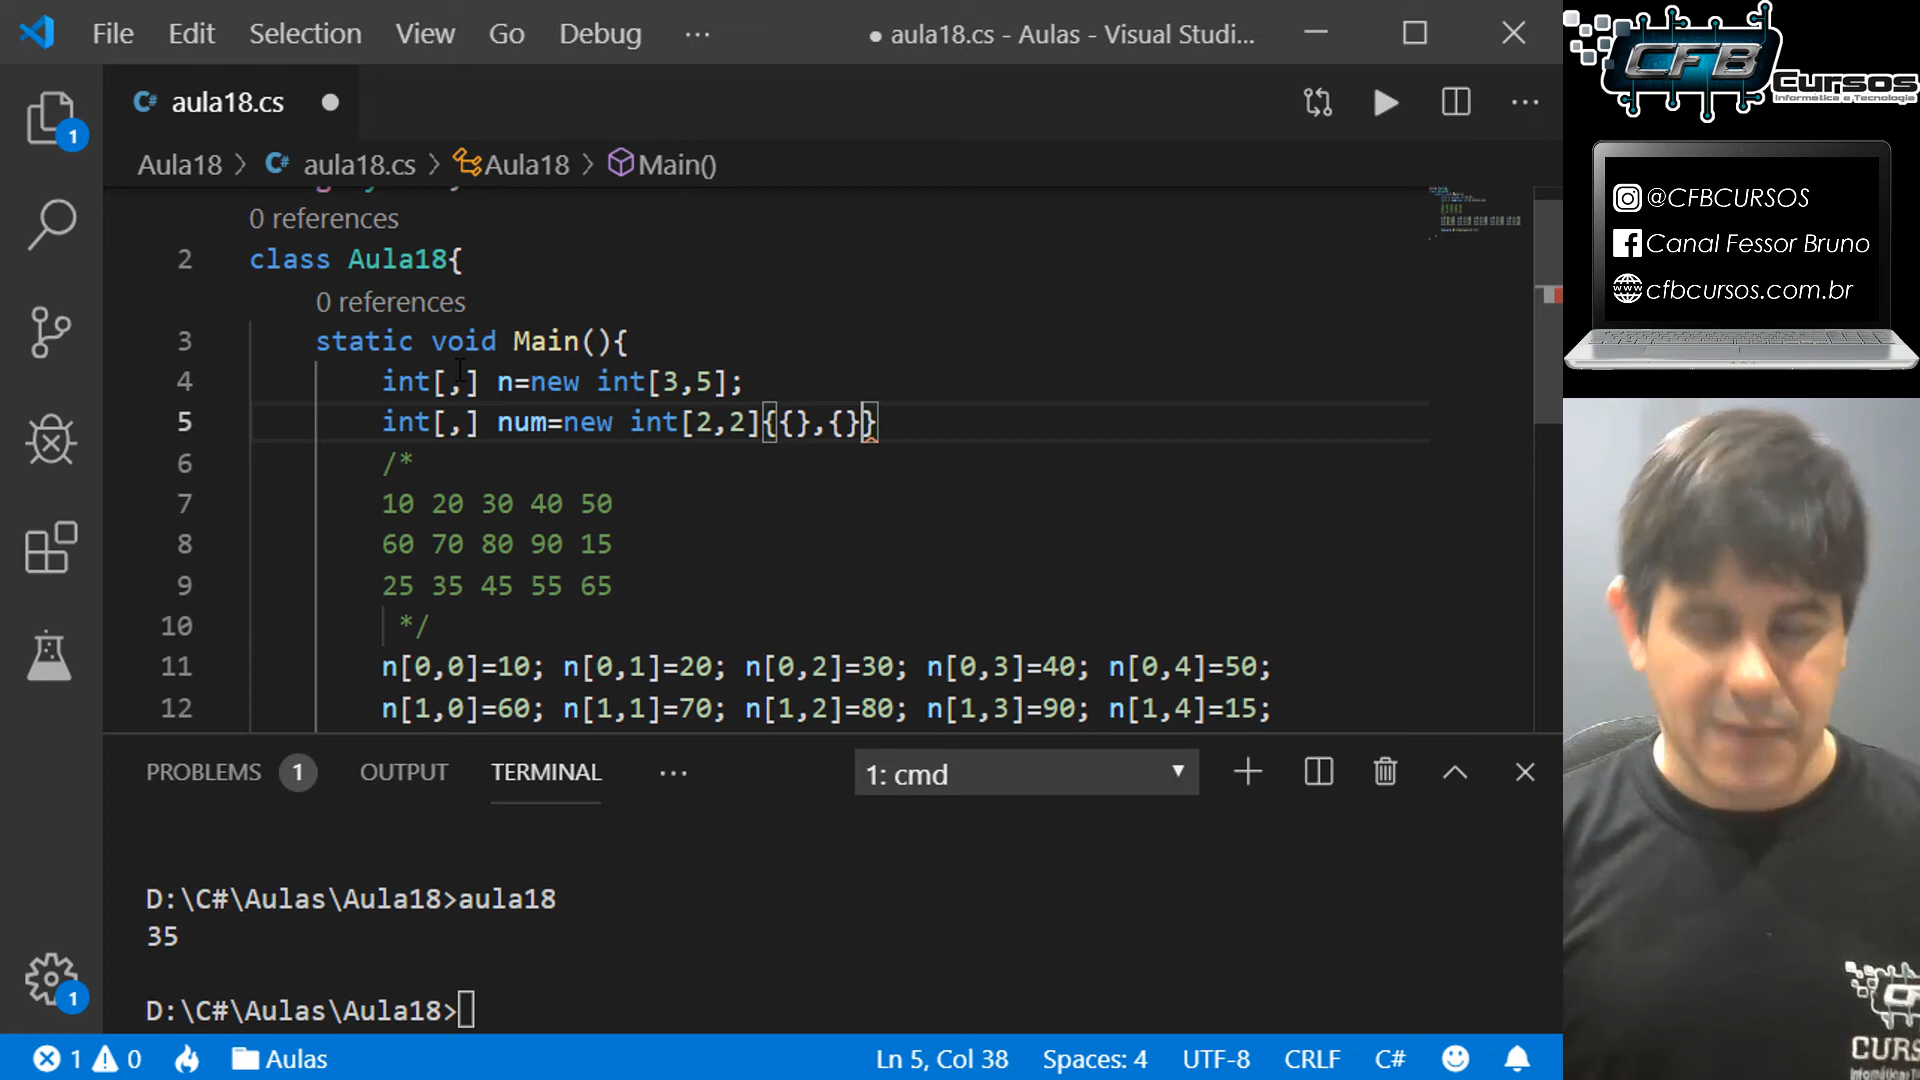 File Edit Selection View Go Debug ··· ● aula18.cs - Aulas - Visual Studi...
C# aula18.cs ●
Aula18 > C# aula18.cs > Aula18 > Main()
0 references
2 class Aula18{
0 references
3 static void Main(){
4 int[,] n=new int[3,5];
5 int[,] num=new int[2,2]{{},{}}
6 /*
7 10 20 30 40 50
8 60 70 80 90 15
9 25 35 45 55 65
10 */
11 n[0,0]=10; n[0,1]=20; n[0,2]=30; n[0,3]=40; n[0,4]=50;
12 n[1,0]=60; n[1,1]=70; n[1,2]=80; n[1,3]=90; n[1,4]=15;
PROBLEMS 1 OUTPUT TERMINAL ··· 1: cmd
D:\C#\Aulas\Aula18>aula18
35
D:\C#\Aulas\Aula18>
1 0 Aulas Ln 5, Col 38 Spaces: 4 UTF-8 CRLF C#
1
1
CFB
Cursos
Informática e Tecnologia
@CFBCURSOS
Canal Fessor Bruno
www cfbcursos.com.br
CURS